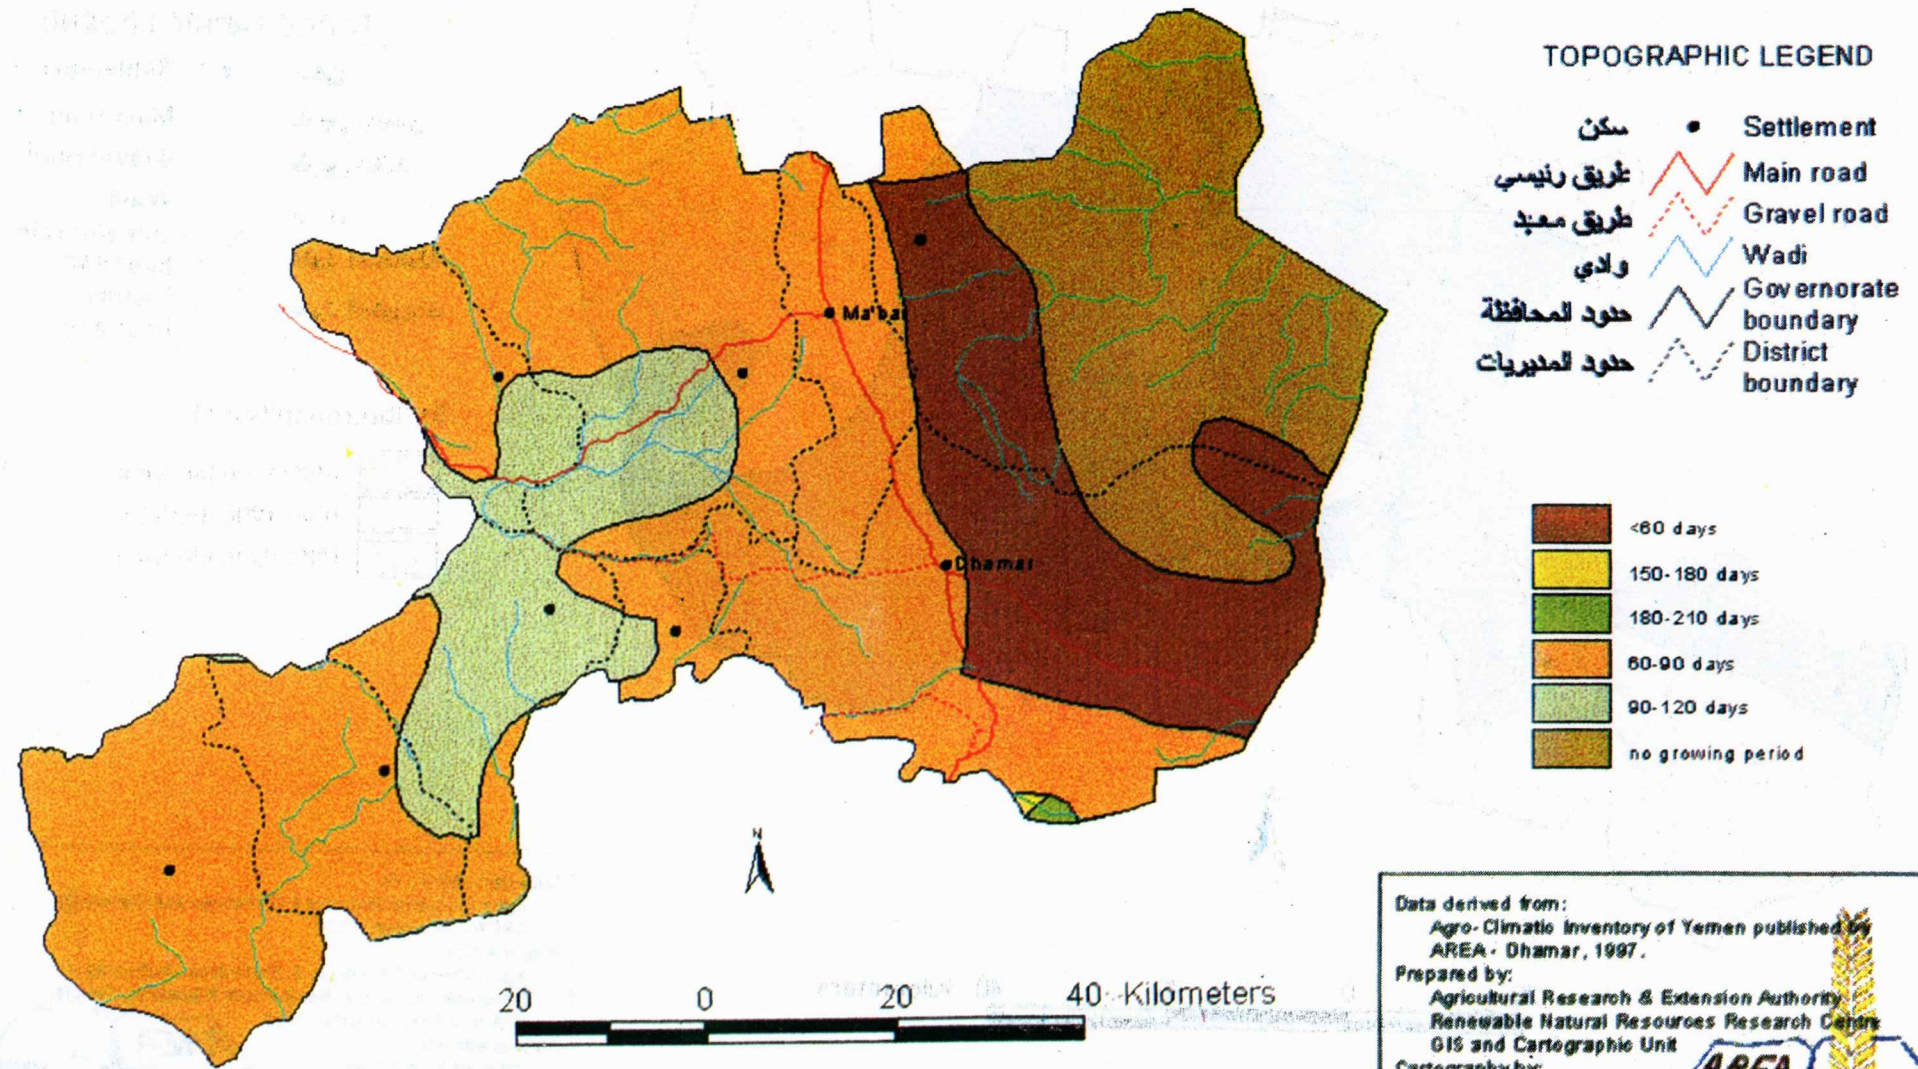 TOPOGRAPHIC LEGEND
سكن Settlement
طريق رئيسي Main road
طريق معبد Gravel road
وادي Wadi
حدود المحافظة Governorate boundary
حدود المديريات District boundary
Ma'bar
Dhamar
<60 days
150-180 days
180-210 days
60-90 days
90-120 days
no growing period
N
20 0 20 40 Kilometers
Data derived from:
Agro-Climatic Inventory of Yemen published by
AREA - Dhamar, 1997.
Prepared by:
Agricultural Research & Extension Authority
Renewable Natural Resources Research Centre
GIS and Cartographic Unit
Cartography by:
AREA